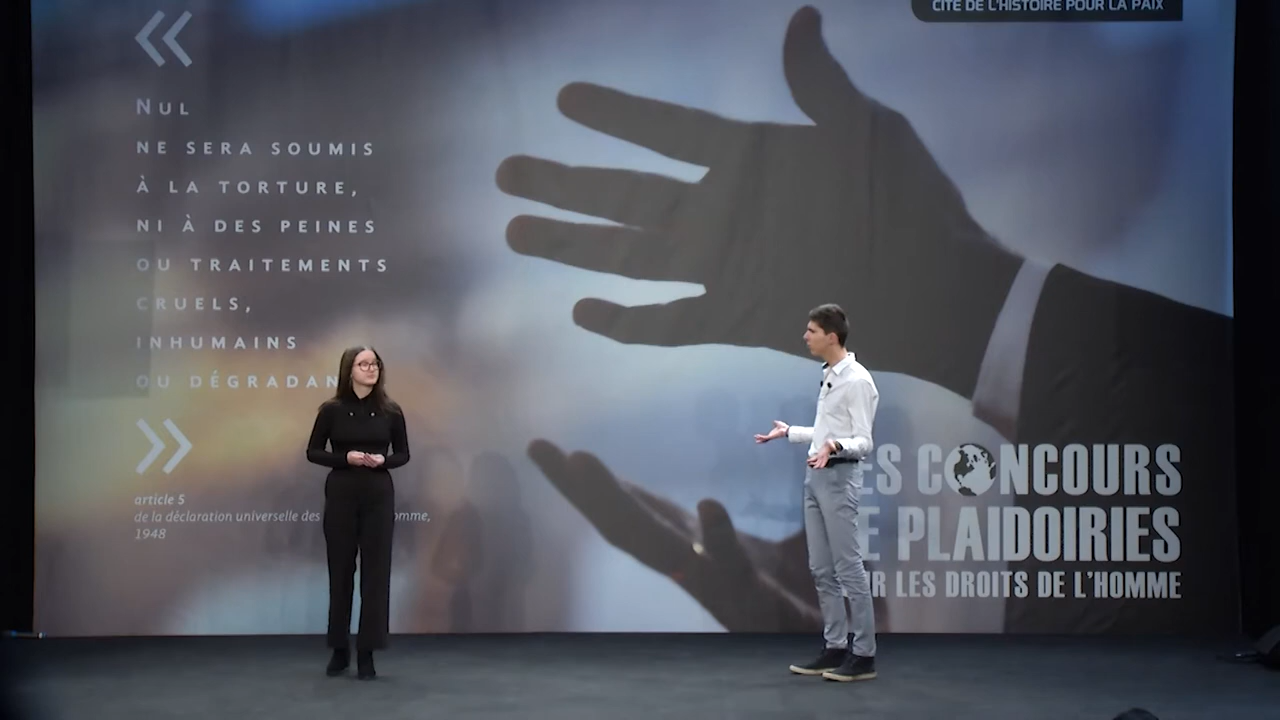 CITÉ DE L'HISTOIRE POUR LA PAIX
«
NUL
NE SERA SOUMIS
À LA TORTURE,
NI À DES PEINES
OU TRAITEMENTS
CRUELS,
INHUMAINS
OU DÉGRADAN
»
article 5
de la déclaration universelle des omme,
1948
ES CONCOURS
E PLAIDOIRIES
R LES DROITS DE L'HOMME